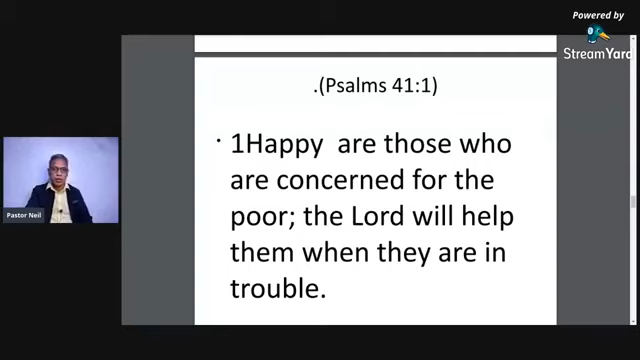 Powered by
StreamYard
.(Psalms 41:1)
• 1Happy are those who
are concerned for the
poor; the Lord will help
them when they are in
trouble.
Pastor Neil